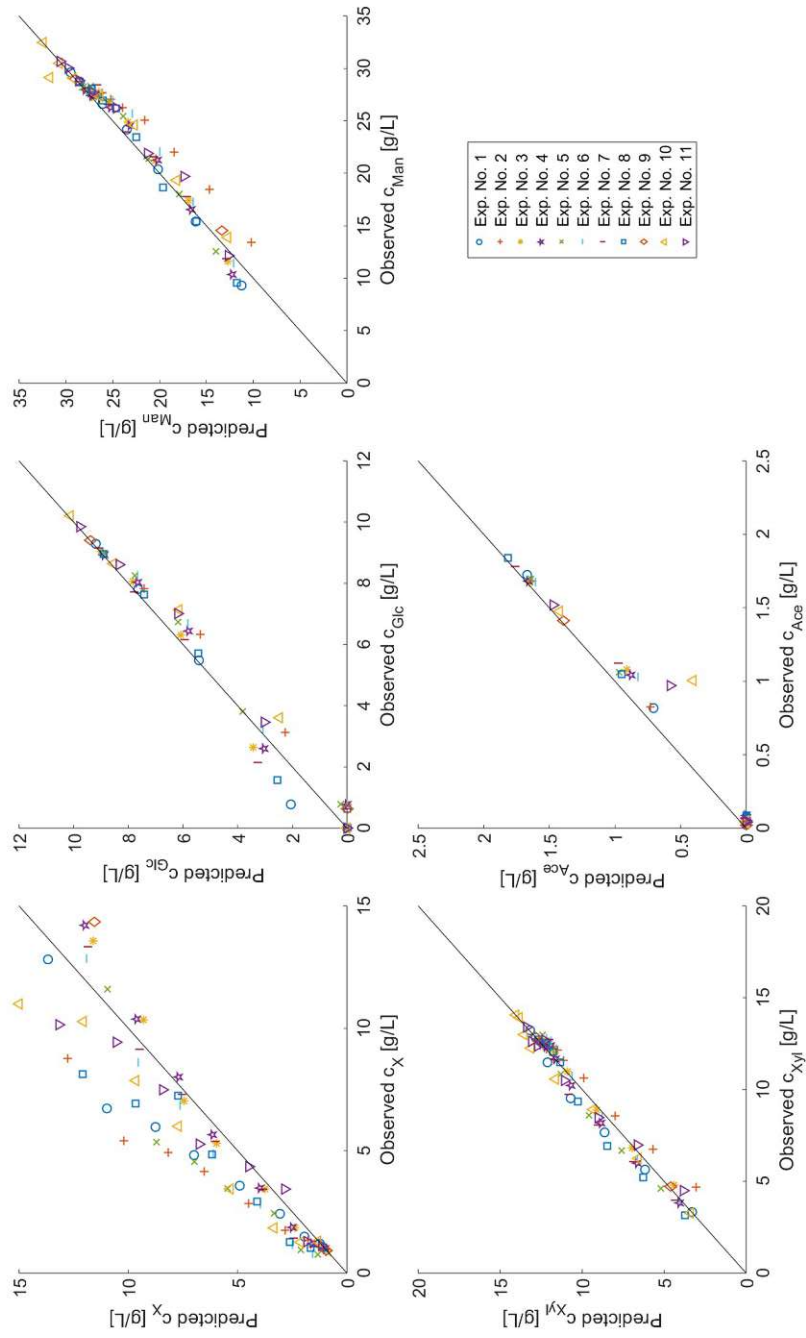 15
10
5
0
Predicted c_X [g/L]
0 5 10 15
Observed c_X [g/L]
12
10
8
6
4
2
0
Predicted c_Glc [g/L]
0 2 4 6 8 10 12
Observed c_Glc [g/L]
35
30
25
20
15
10
5
0
Predicted c_Man [g/L]
0 5 10 15 20 25 30 35
Observed c_Man [g/L]
20
15
10
5
0
Predicted c_Xyl [g/L]
0 5 10 15 20
Observed c_Xyl [g/L]
2.5
2
1.5
1
0.5
0
Predicted c_Ace [g/L]
0 0.5 1 1.5 2 2.5
Observed c_Ace [g/L]
Exp. No. 1
Exp. No. 2
Exp. No. 3
Exp. No. 4
Exp. No. 5
Exp. No. 6
Exp. No. 7
Exp. No. 8
Exp. No. 9
Exp. No. 10
Exp. No. 11